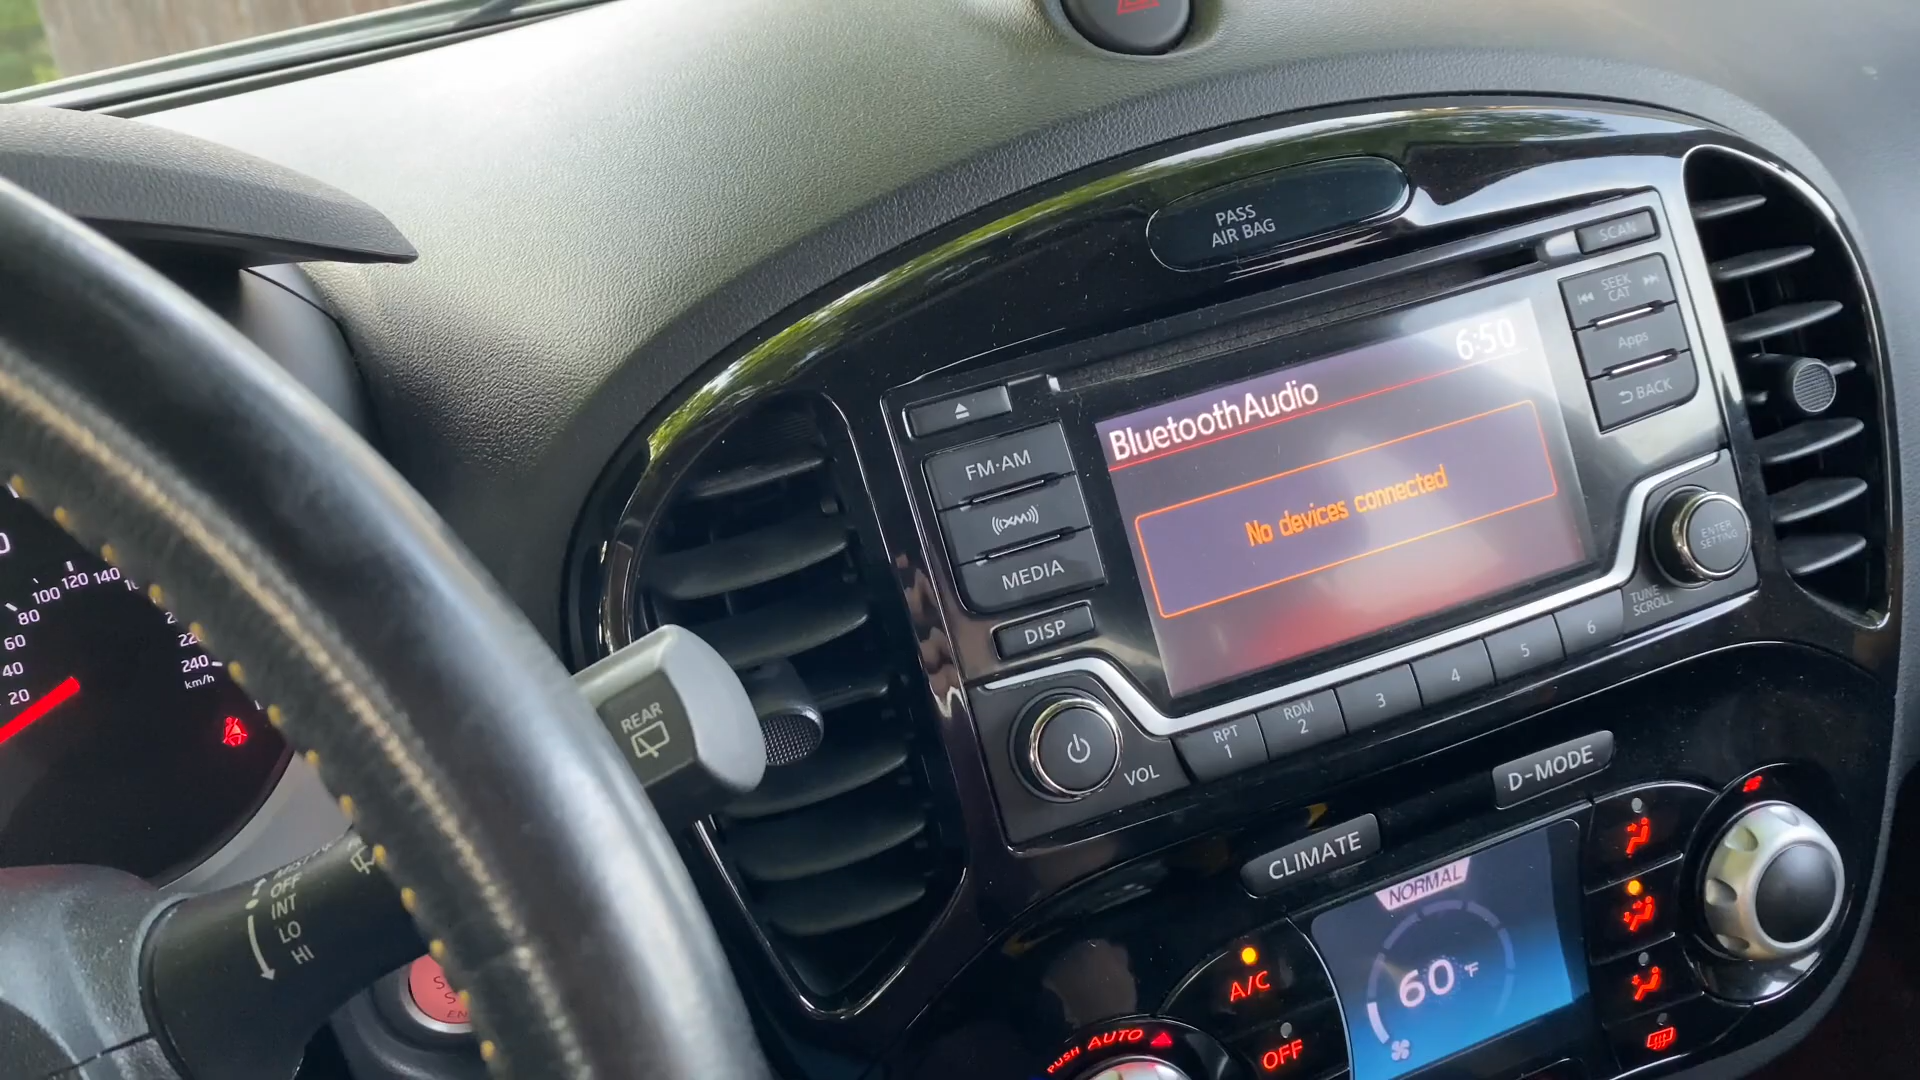 PASS
AIR BAG
SCAN
SEEK
CAT
Apps
BACK
6:50
BluetoothAudio
No devices connected
FM·AM
((XM))
MEDIA
DISP
ENTER
SETTING
TUNE
SCROLL
VOL
RPT
1
RDM
2
3
4
5
6
D-MODE
CLIMATE
NORMAL
60 °F
A/C
OFF
PUSH AUTO
REAR
OFF
INT
LO
HI
20
40
60
80
100
120
140
220
240
km/h